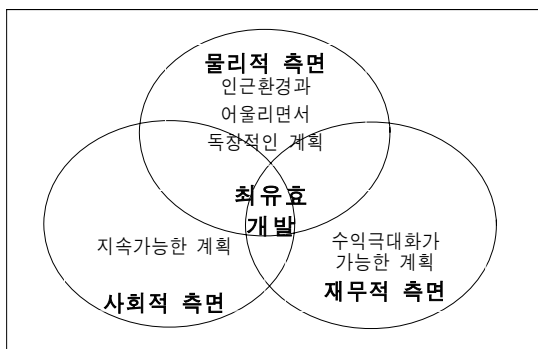 물리적 측면
인근환경과
어울리면서
독창적인 계획
최유효
개발
지속가능한 계획
사회적 측면
수익극대화가
가능한 계획
재무적 측면